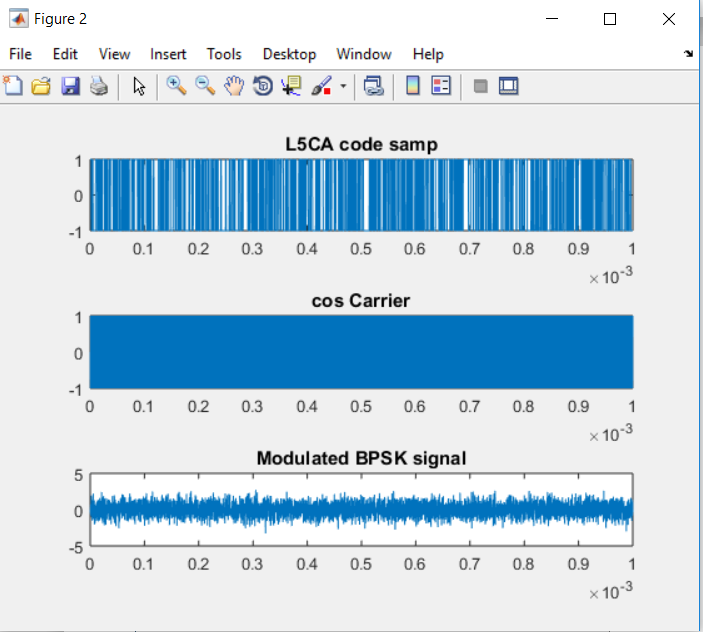 Figure 2
File Edit View Insert Tools Desktop Window Help
L5CA code samp
1
0
-1
0 0.1 0.2 0.3 0.4 0.5 0.6 0.7 0.8 0.9 1
×10-3
cos Carrier
1
0
-1
0 0.1 0.2 0.3 0.4 0.5 0.6 0.7 0.8 0.9 1
×10-3
Modulated BPSK signal
5
0
-5
0 0.1 0.2 0.3 0.4 0.5 0.6 0.7 0.8 0.9 1
×10-3